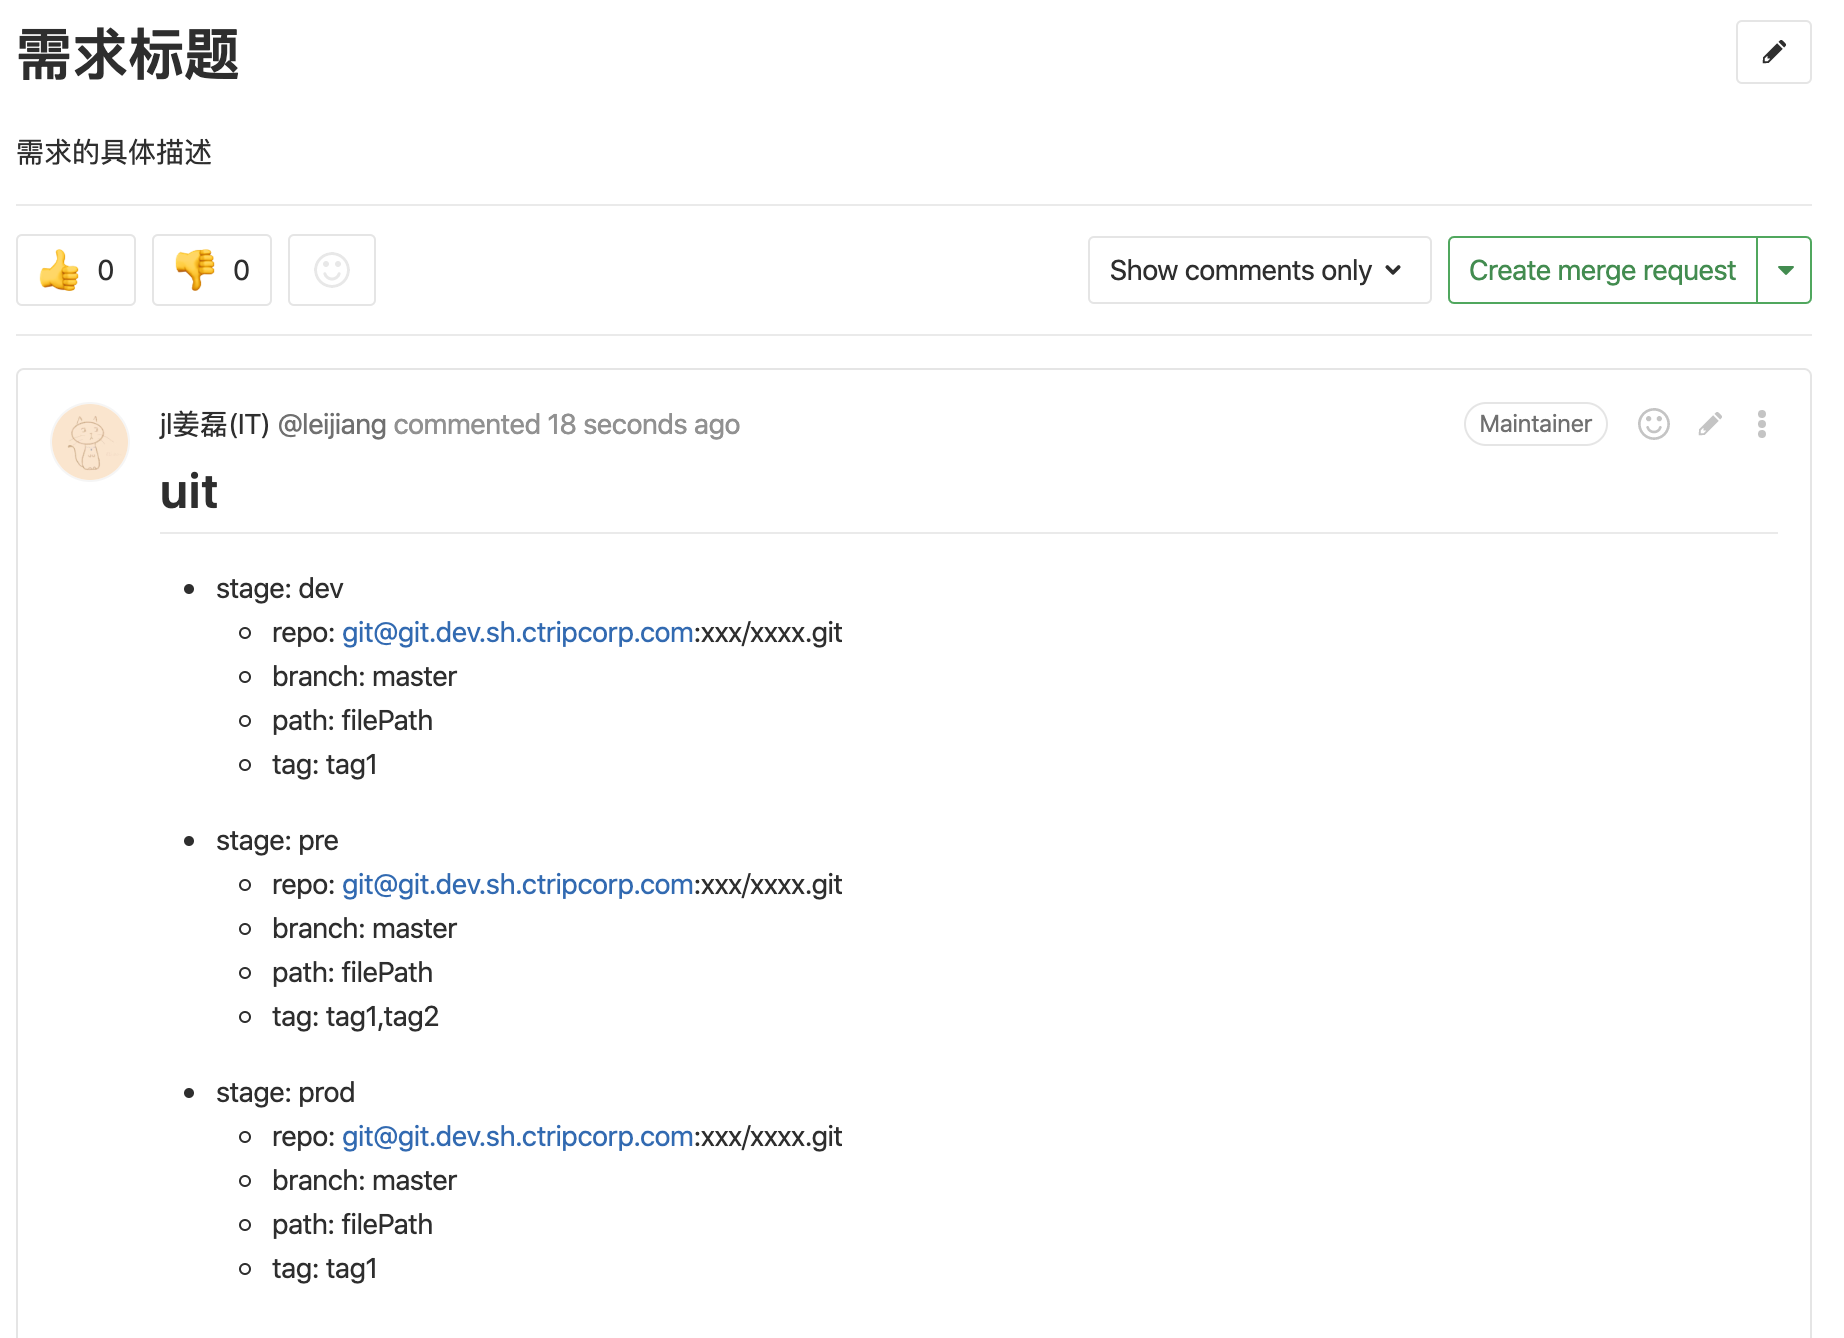 需求标题
需求的具体描述
0
0
Show comments only
Create merge request
jl姜磊(IT) @leijiang commented 18 seconds ago
Maintainer
uit
stage: dev
repo: git@git.dev.sh.ctripcorp.com:xxx/xxxx.git
branch: master
path: filePath
tag: tag1
stage: pre
repo: git@git.dev.sh.ctripcorp.com:xxx/xxxx.git
branch: master
path: filePath
tag: tag1,tag2
stage: prod
repo: git@git.dev.sh.ctripcorp.com:xxx/xxxx.git
branch: master
path: filePath
tag: tag1